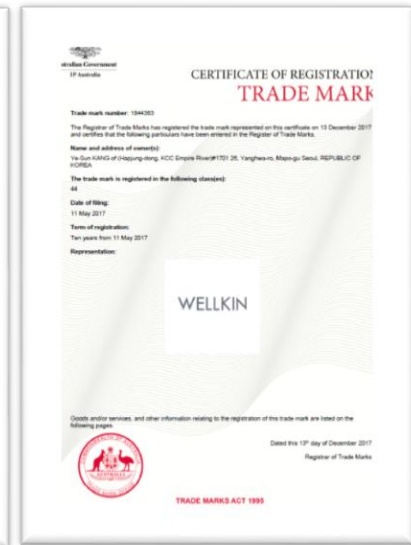 Australian Government
IP Australia
CERTIFICATE OF REGISTRATION
TRADE MARK
Trade mark number: 1844363
The Registrar of Trade Marks has registered the trade mark represented on this certificate on 13 December 2017
and certifies that the following particulars have been entered in the Register of Trade Marks.
Name and address of owner(s):
Ye-Sun KANG of (Hapjung-dong, KCC Empire River)#1701 26, Yanghwa-ro, Mapo-gu Seoul, REPUBLIC OF
KOREA
The trade mark is registered in the following class(es):
44
Date of filing:
11 May 2017
Term of registration:
Ten years from 11 May 2017
Representation:
WELLKIN
Goods and/or services, and other information relating to the registration of this trade mark are listed on the
following pages.
Dated this 13th day of December 2017
Registrar of Trade Marks
AUSTRALIA
TRADE MARKS ACT 1995